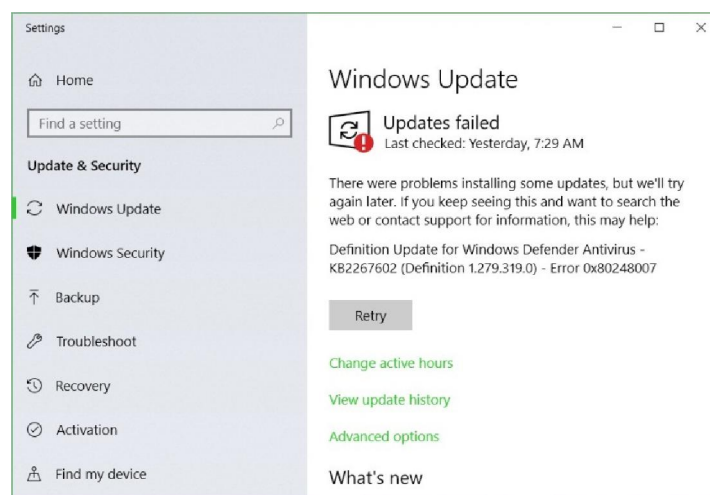 Settings
Home
Find a setting
Update & Security
Windows Update
Windows Security
Backup
Troubleshoot
Recovery
Activation
Find my device
Windows Update
Updates failed
Last checked: Yesterday, 7:29 AM
There were problems installing some updates, but we'll try
again later. If you keep seeing this and want to search the
web or contact support for information, this may help:
Definition Update for Windows Defender Antivirus -
KB2267602 (Definition 1.279.319.0) - Error 0x80248007
Retry
Change active hours
View update history
Advanced options
What's new